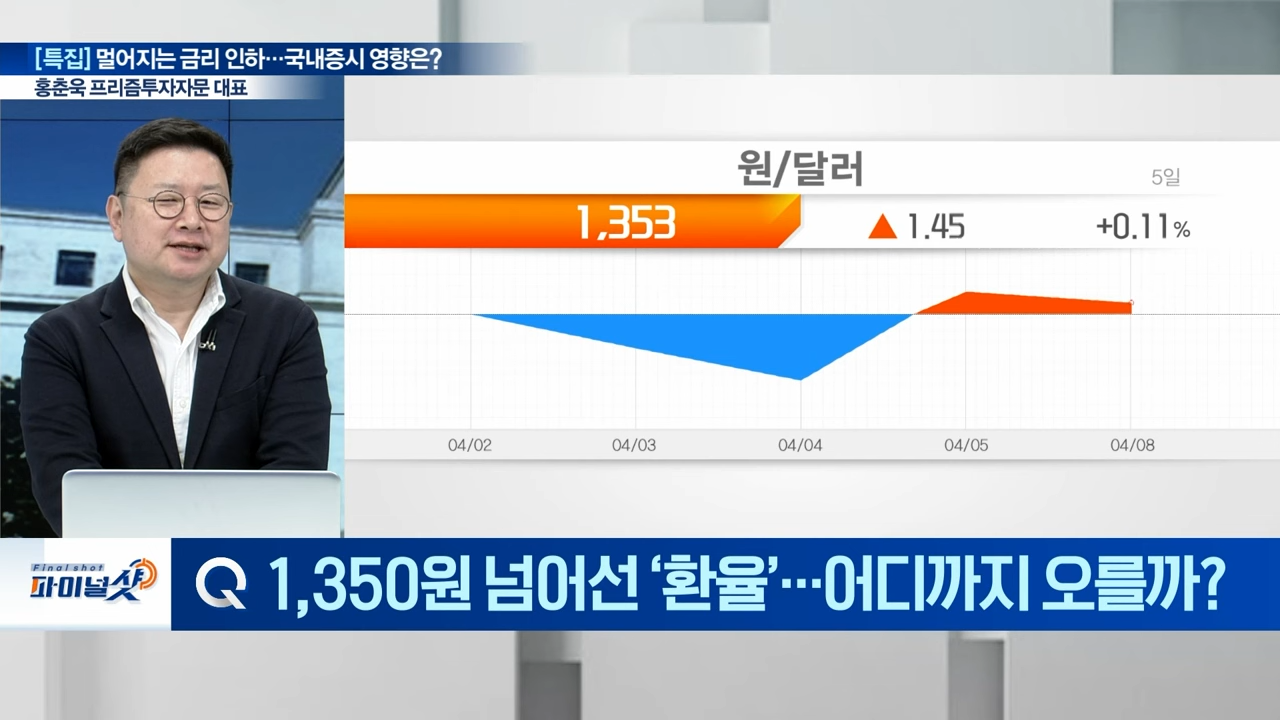 [특집] 멀어지는 금리 인하…국내증시 영향은?
홍춘욱 프리즘투자자문 대표
원/달러
5일
1,353 ▲ 1.45 +0.11%
04/02 04/03 04/04 04/05 04/08
Final shot
파이널샷
Q 1,350원 넘어선 ‘환율’…어디까지 오를까?